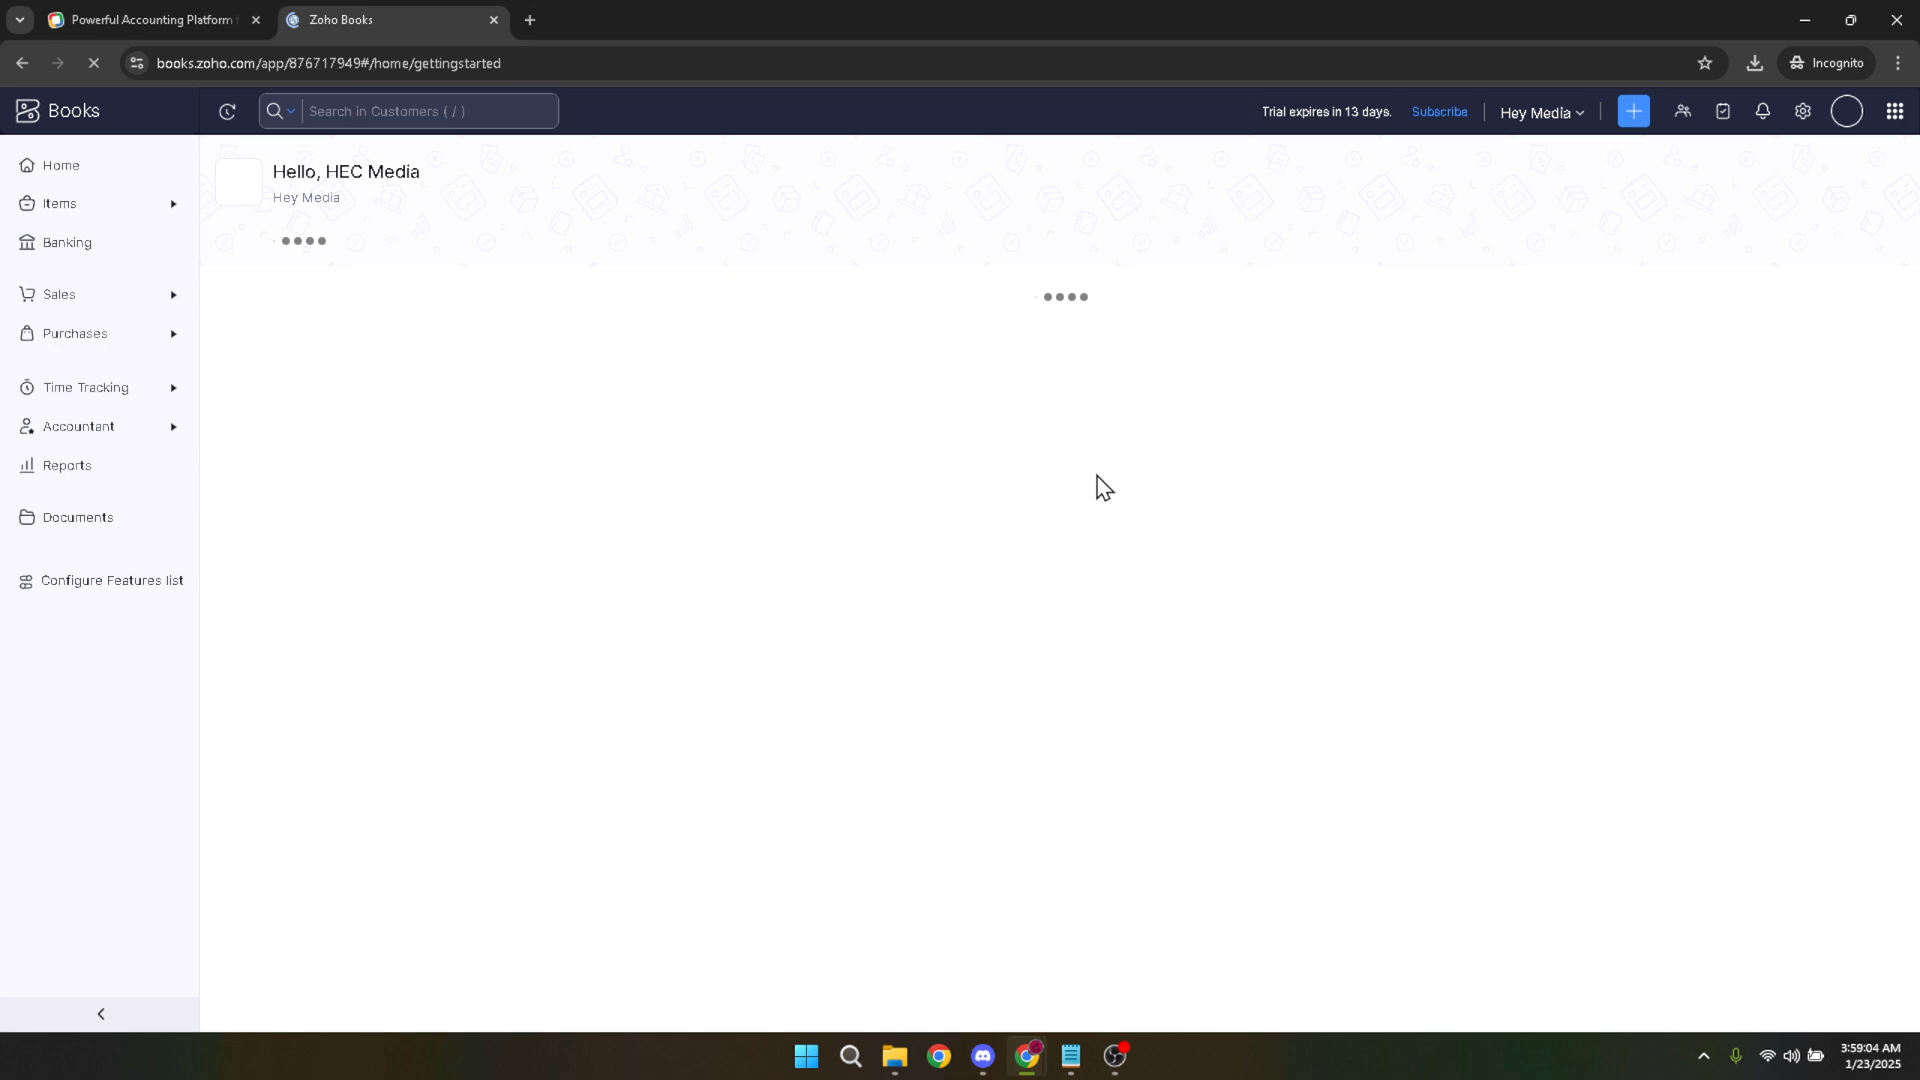 Powerful Accounting Platform
Zoho Books
books.zoho.com/app/876717949#/home/gettingstarted
Incognito
Books
Search in Customers ( / )
Trial expires in 13 days.
Subscribe
Hey Media
Home
Items
Banking
Sales
Purchases
Time Tracking
Accountant
Reports
Documents
Configure Features list
Hello, HEC Media
Hey Media
3:59:04 AM
1/23/2025